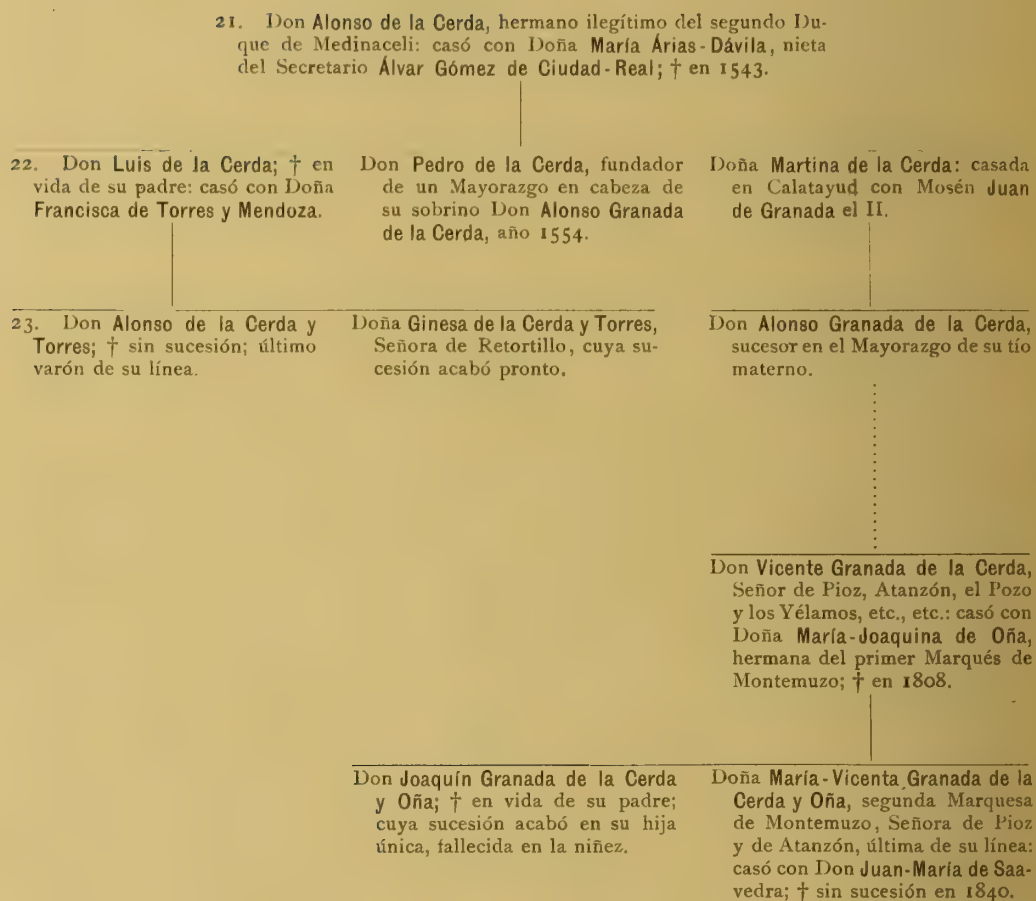 21. Don Alonso de la Cerda, hermano ilegítimo del segundo Du-
que de Medinaceli: casó con Doña María Árias-Dávila, nieta
del Secretario Álvar Gómez de Ciudad-Real; † en 1543.
22. Don Luis de la Cerda; † en
vida de su padre: casó con Doña
Francisca de Torres y Mendoza.
Don Pedro de la Cerda, fundador
de un Mayorazgo en cabeza de
su sobrino Don Alonso Granada
de la Cerda, año 1554.
Doña Martina de la Cerda: casada
en Calatayud con Mosén Juan
de Granada el II.
23. Don Alonso de la Cerda y
Torres; † sin sucesión; último
varón de su línea.
Doña Ginesa de la Cerda y Torres,
Señora de Retortillo, cuya su-
cesión acabó pronto.
Don Alonso Granada de la Cerda,
sucesor en el Mayorazgo de su tío
materno.
Don Vicente Granada de la Cerda,
Señor de Pioz, Atanzón, el Pozo
y los Yélamos, etc., etc.: casó con
Doña María-Joaquina de Oña,
hermana del primer Marqués de
Montemuzo; † en 1808.
Don Joaquín Granada de la Cerda
y Oña; † en vida de su padre;
cuya sucesión acabó en su hija
única, fallecida en la niñez.
Doña María-Vicenta Granada de la
Cerda y Oña, segunda Marquesa
de Montemuzo, Señora de Pioz
y de Atanzón, última de su línea:
casó con Don Juan-María de Saa-
vedra; † sin sucesión en 1840.